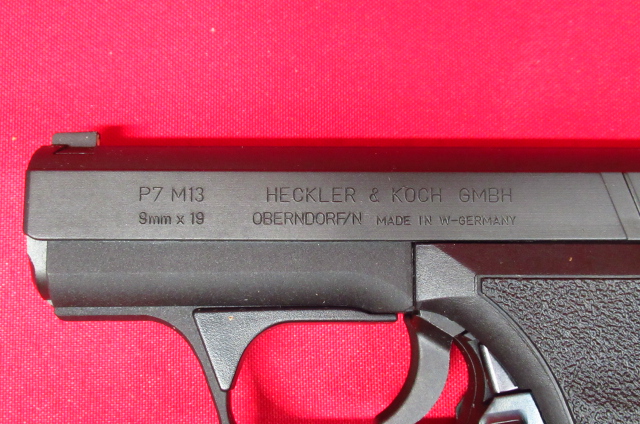 P7 M13 HECKLER & KOCH GMBH
9mm x 19 OBERNDORF/N MADE IN W-GERMANY